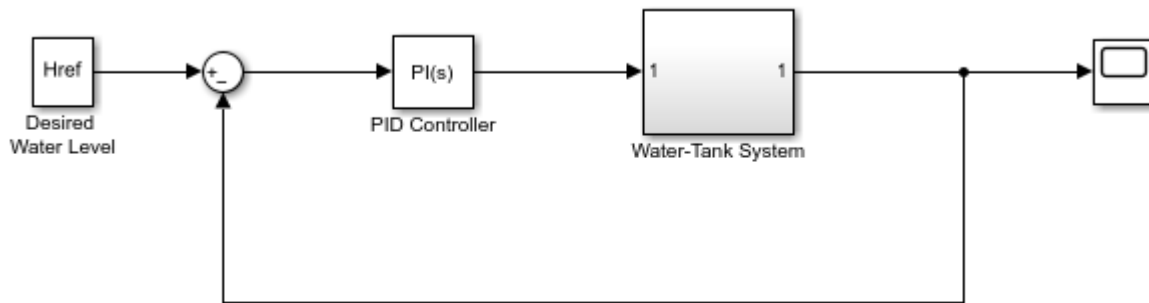 Href
Desired
Water Level
+
−
PI(s)
PID Controller
1
1
Water-Tank System